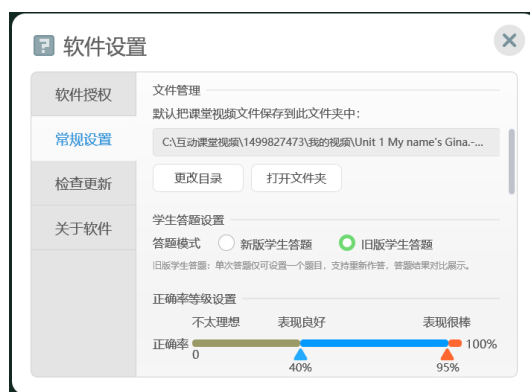 软件设置
软件授权
常规设置
检查更新
关于软件
文件管理
默认把课堂视频文件保存到此文件夹中：
C:\互动课堂视频\1499827473\我的视频\Unit 1 My name's Gina.-...
更改目录
打开文件夹
学生答题设置
答题模式 新版学生答题 旧版学生答题
旧版学生答题：单次答题仅可设置一个题目，支持重新作答，答题结果对比展示。
正确率等级设置
不太理想 表现良好 表现很棒
正确率 0 100%
40% 95%